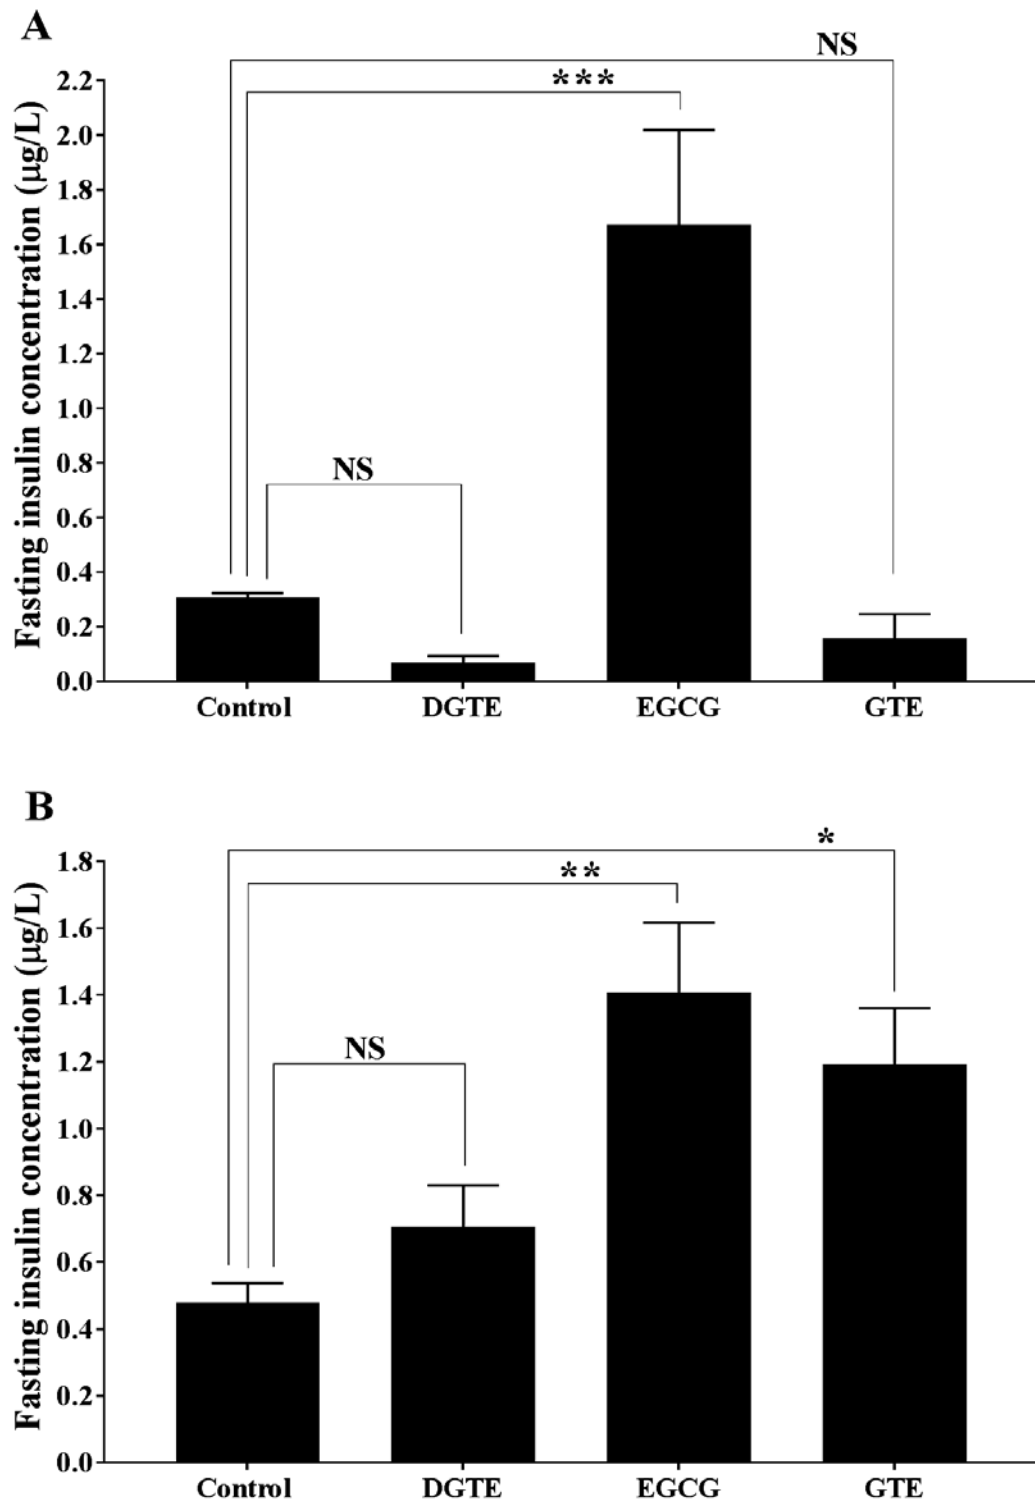 A
NS
***
2.2
2.0
1.8
1.6
1.4
1.2
1.0
0.8
0.6
0.4
0.2
0.0
Fasting insulin concentration (µg/L)
NS
Control DGTE EGCG GTE
B
*
**
1.8
1.6
1.4
1.2
1.0
0.8
0.6
0.4
0.2
0.0
Fasting insulin concentration (µg/L)
NS
Control DGTE EGCG GTE